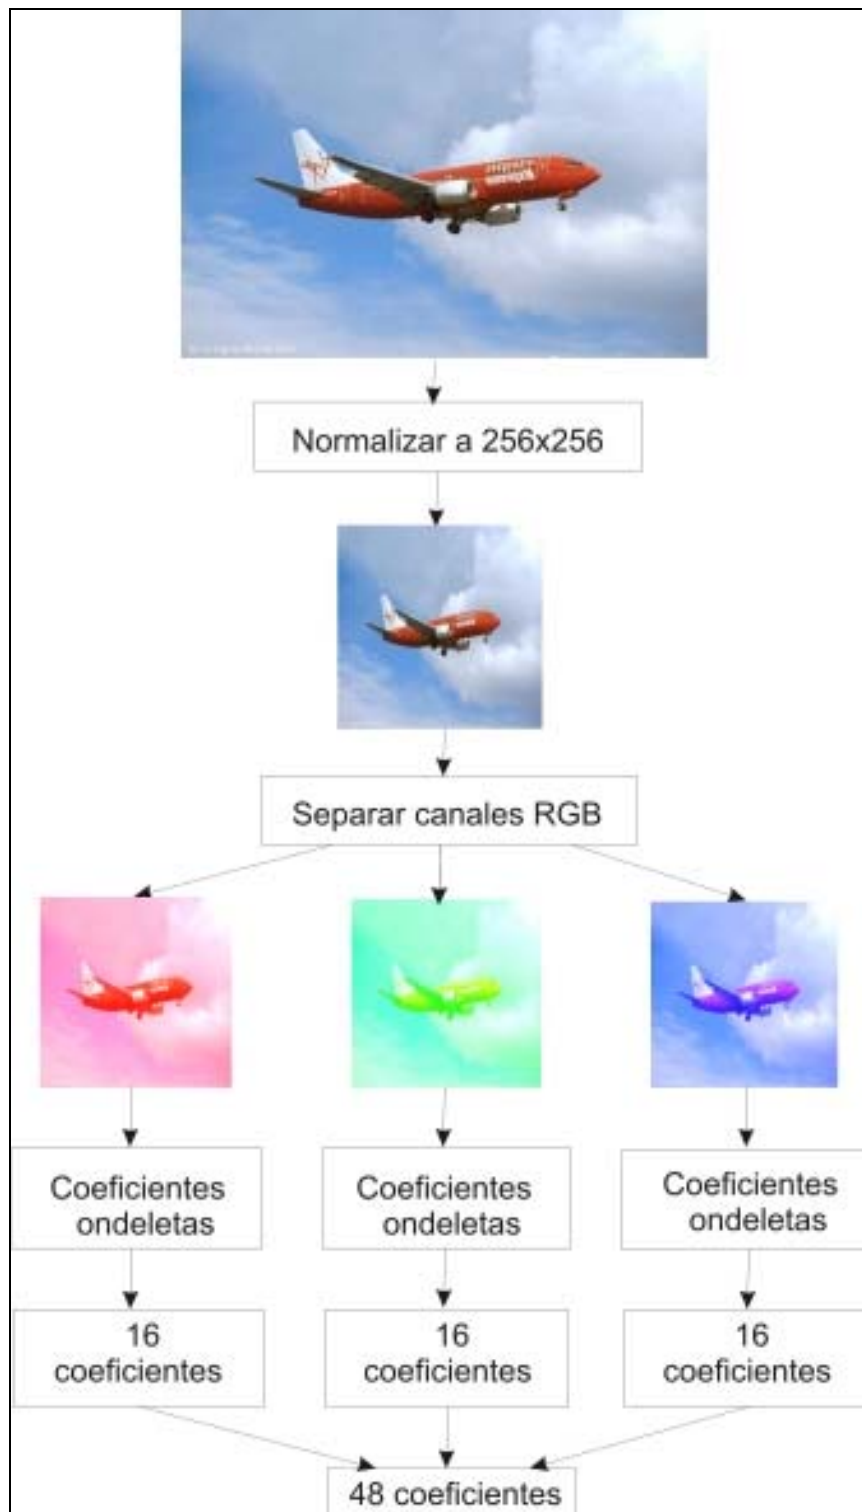 Normalizar a 256x256
Separar canales RGB
Coeficientes
ondeletas
Coeficientes
ondeletas
Coeficientes
ondeletas
16
coeficientes
16
coeficientes
16
coeficientes
48 coeficientes